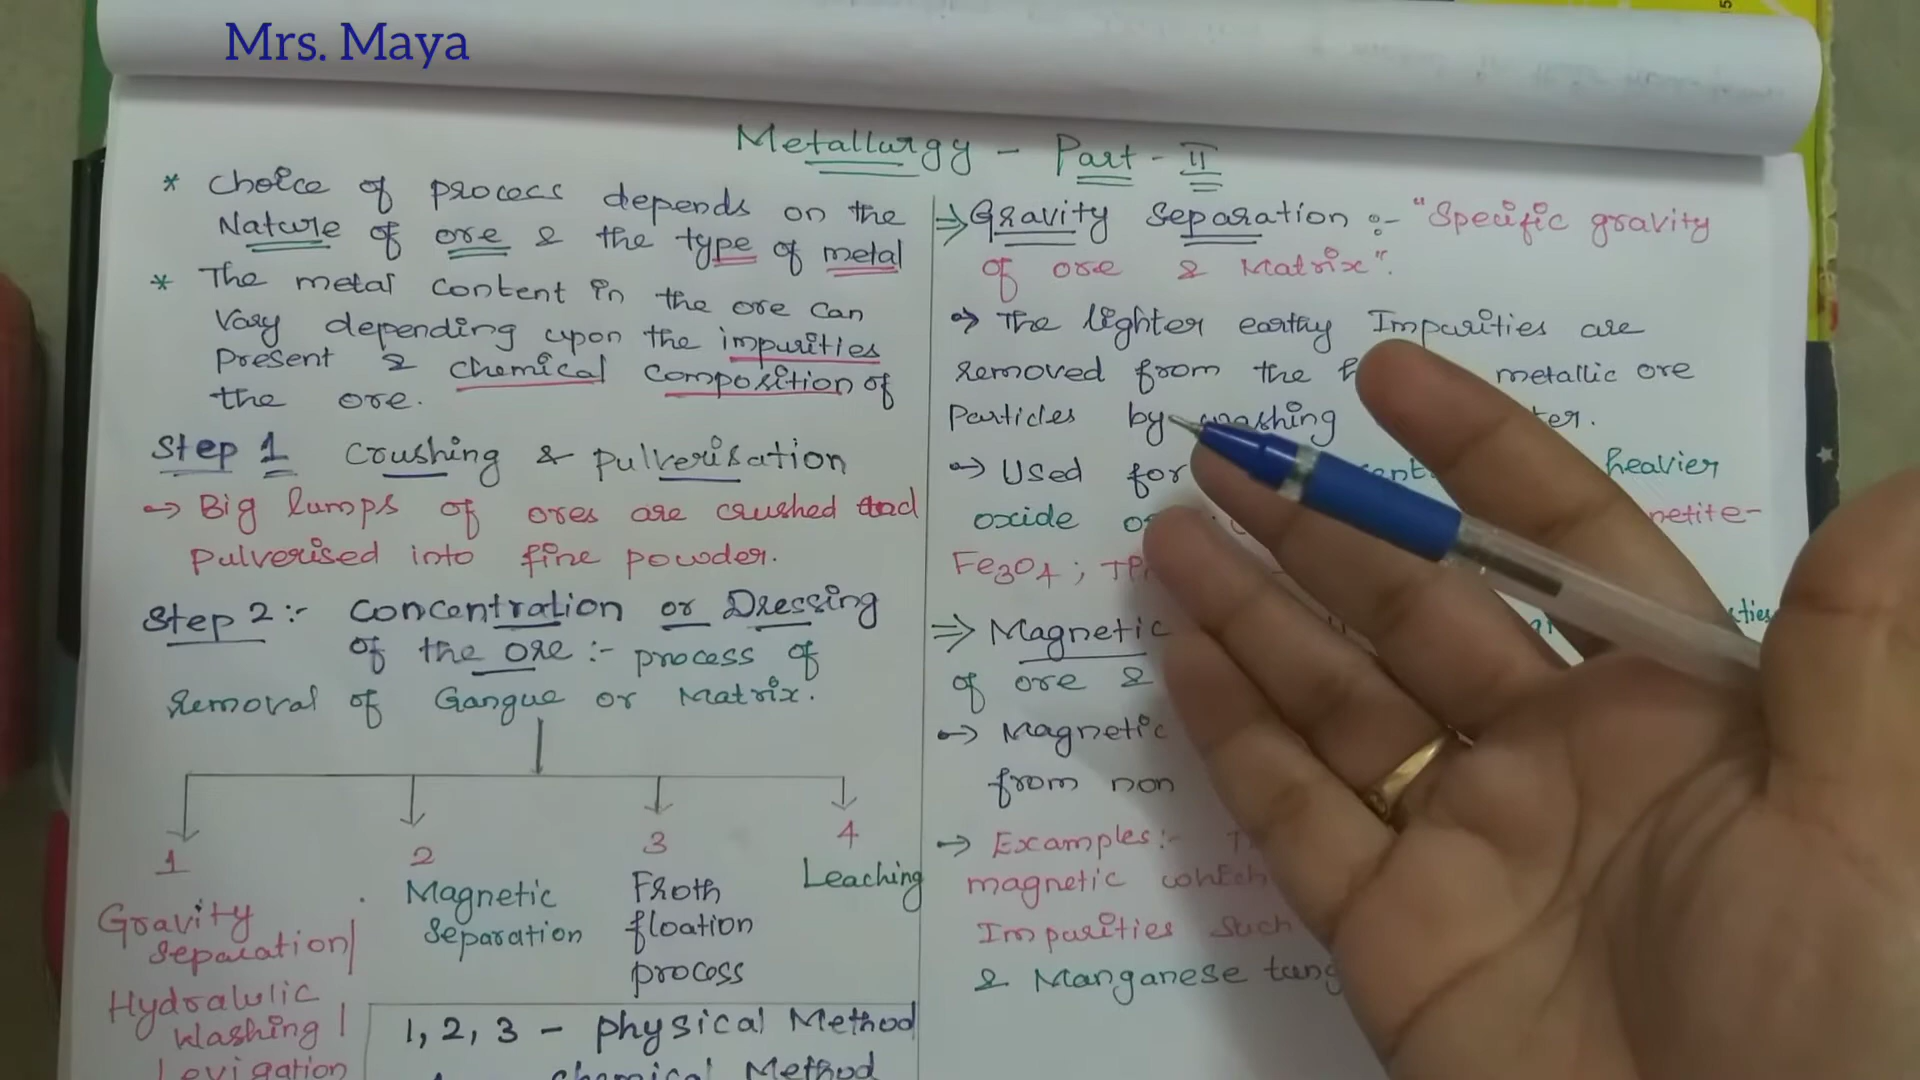 Mrs. Maya
Metallurgy - Part - II
* Choice of process depends on the
Nature of ore & the type of metal
* The metal content in the ore can
Vary depending upon the impurities
present & chemical composition of
the ore.
Step 1 Crushing & pulverisation
→ Big lumps of ores are crushed and
pulverised into fine powder.
Step 2:- Concentration or Dressing
of the ore :- process of
removal of Gangue or Matrix.
1
Gravity
separation/
Hydralulic
Washing /
Levigation
2
Magnetic
Separation
3
Froth
floation
process
4
Leaching
1, 2, 3 - physical Method
chemical Method
⇒ Gravity Separation :- "Specific gravity
of ore & Matrix".
→ The lighter earthy Impurities are
removed from the metallic ore
Particles by washing
→ Used for heavier
oxide
Fe3O4 ;
⇒ Magnetic
of ore &
→ Magnetic
from non
→ Examples:-
magnetic which
Impurities such
& Manganese